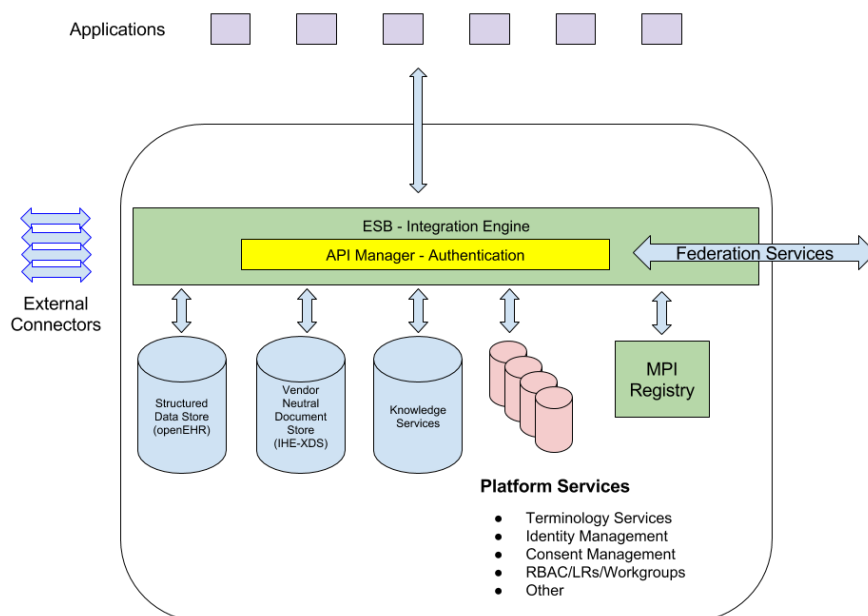 Applications
ESB - Integration Engine
API Manager - Authentication
Federation Services
External
Connectors
Structured
Data Store
(openEHR)
Vendor
Neutral
Document
Store
(IHE-XDS)
Knowledge
Services
MPI
Registry
Platform Services
● Terminology Services
● Identity Management
● Consent Management
● RBAC/LRs/Workgroups
● Other